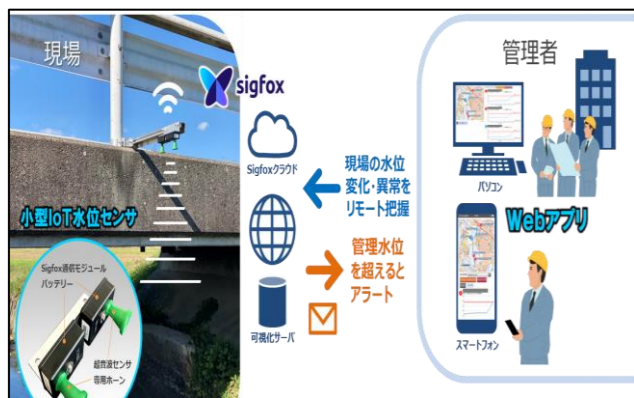 現場
sigfox
小型IoT水位センサ
Sigfox通信モジュール
バッテリー
超音波センサ
専用ホーン
Sigfoxクラウド
可視化サーバ
現場の水位
変化・異常を
リモート把握
管理水位
を超えると
アラート
管理者
パソコン
Webアプリ
スマートフォン